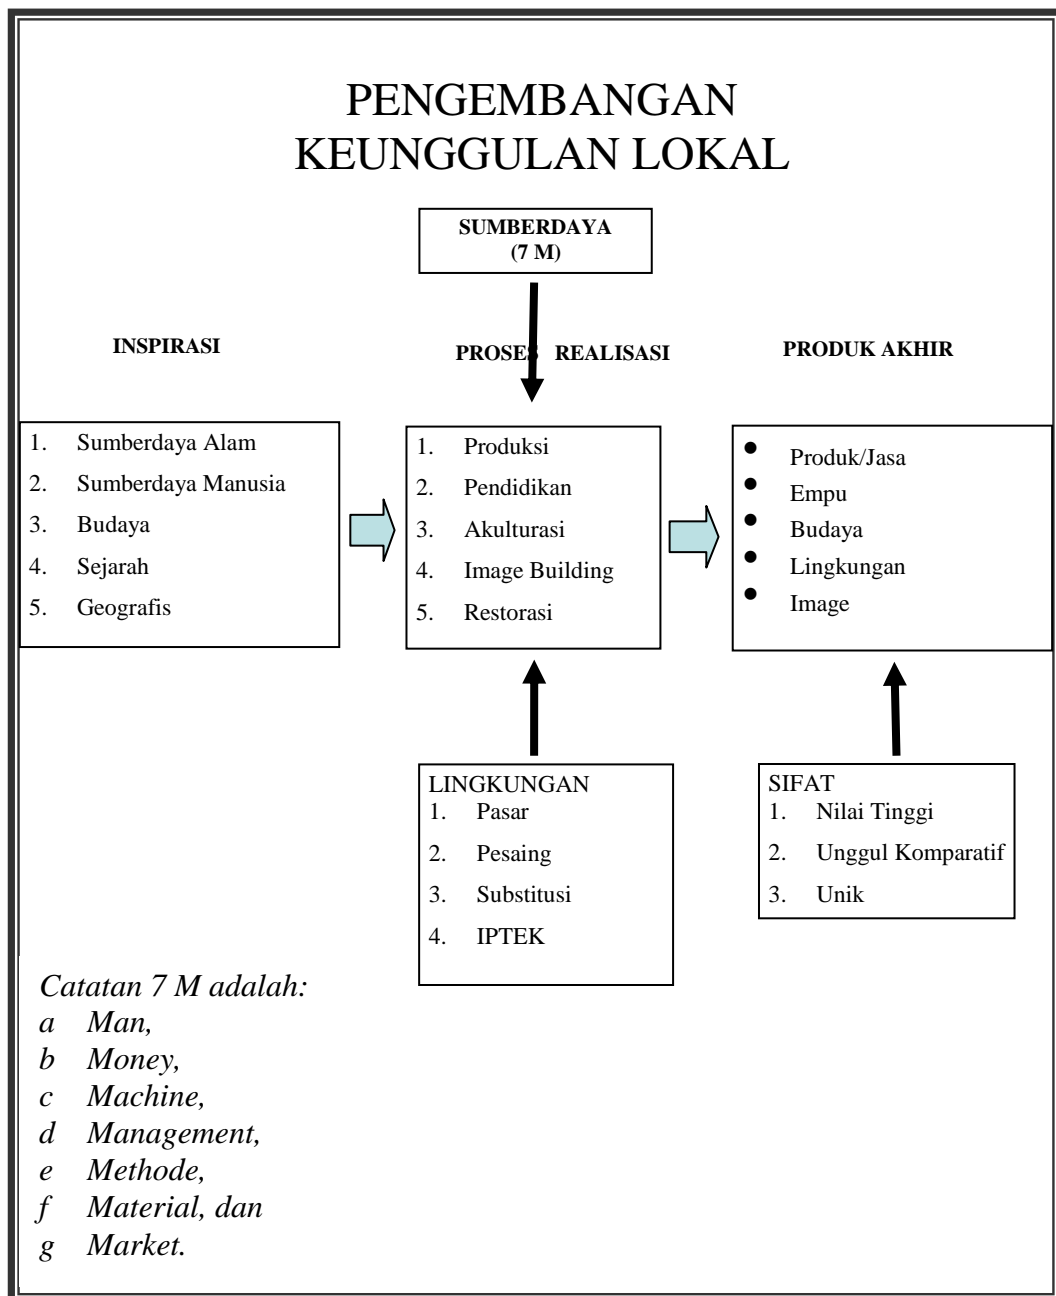 PENGEMBANGAN
KEUNGGULAN LOKAL
SUMBERDAYA
(7 M)
INSPIRASI
PROSES REALISASI
PRODUK AKHIR
1. Sumberdaya Alam
2. Sumberdaya Manusia
3. Budaya
4. Sejarah
5. Geografis
1. Produksi
2. Pendidikan
3. Akulturasi
4. Image Building
5. Restorasi
● Produk/Jasa
● Empu
● Budaya
● Lingkungan
● Image
LINGKUNGAN
1. Pasar
2. Pesaing
3. Substitusi
4. IPTEK
SIFAT
1. Nilai Tinggi
2. Unggul Komparatif
3. Unik
Catatan 7 M adalah:
a Man,
b Money,
c Machine,
d Management,
e Methode,
f Material, dan
g Market.